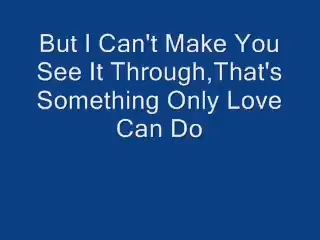 But I Can't Make You
See It Through,That's
Something Only Love
Can Do